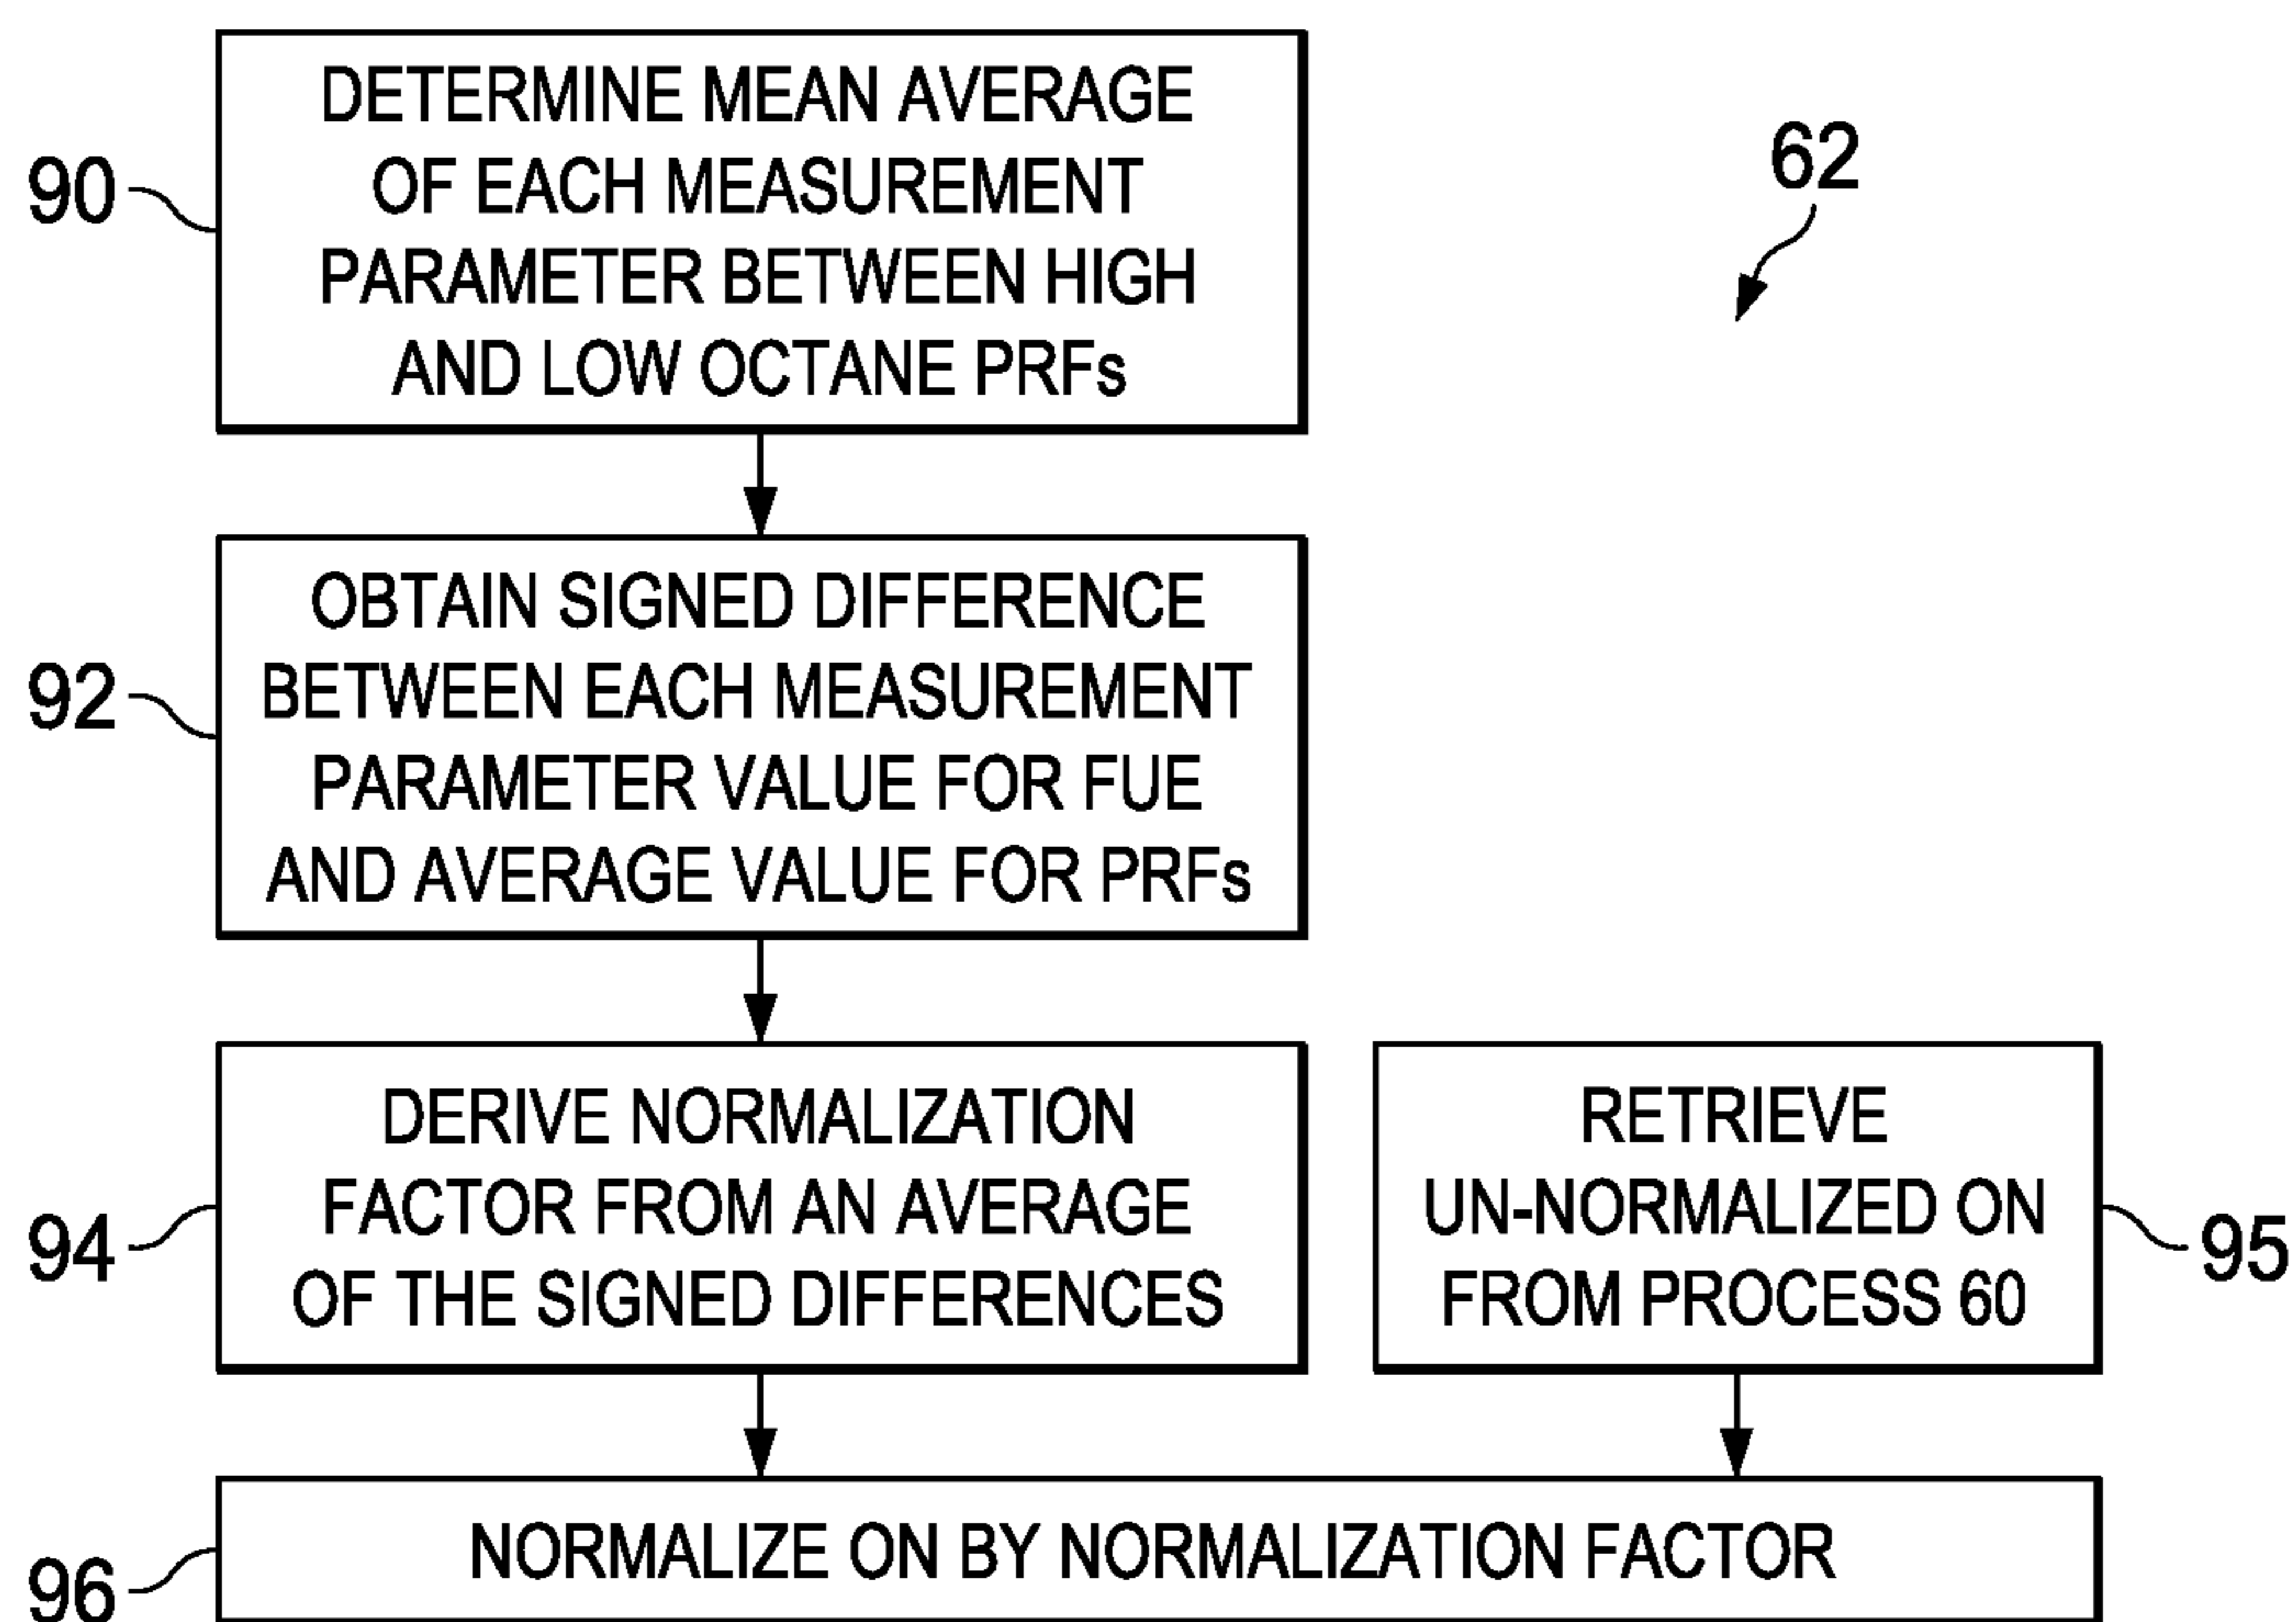 DETERMINE MEAN AVERAGE
OF EACH MEASUREMENT
PARAMETER BETWEEN HIGH
AND LOW OCTANE PRFs
90
62
OBTAIN SIGNED DIFFERENCE
BETWEEN EACH MEASUREMENT
PARAMETER VALUE FOR FUE
AND AVERAGE VALUE FOR PRFs
92
DERIVE NORMALIZATION
FACTOR FROM AN AVERAGE
OF THE SIGNED DIFFERENCES
94
RETRIEVE
UN-NORMALIZED ON
FROM PROCESS 60
95
NORMALIZE ON BY NORMALIZATION FACTOR
96